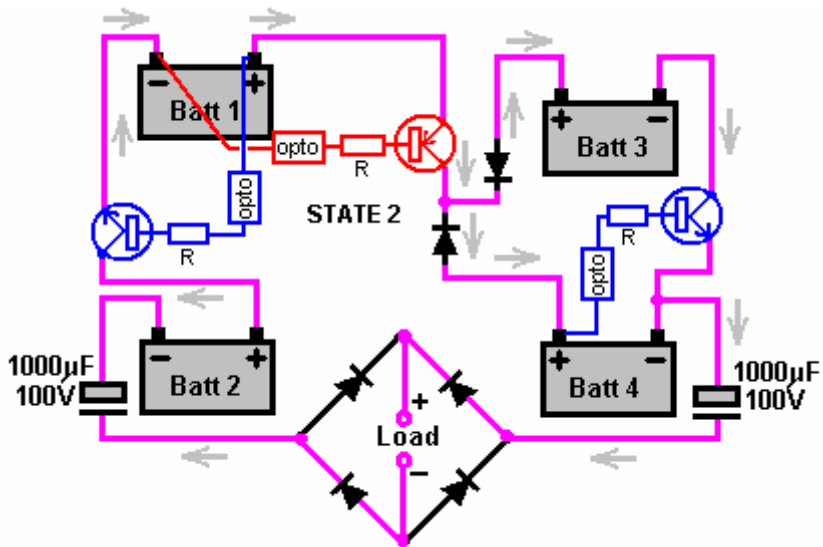 − +
Batt 1
opto
R
opto
R
STATE 2
+ −
Batt 3
opto
R
1000µF
100V
− +
Batt 2
+
Load
−
+ −
Batt 4
1000µF
100V